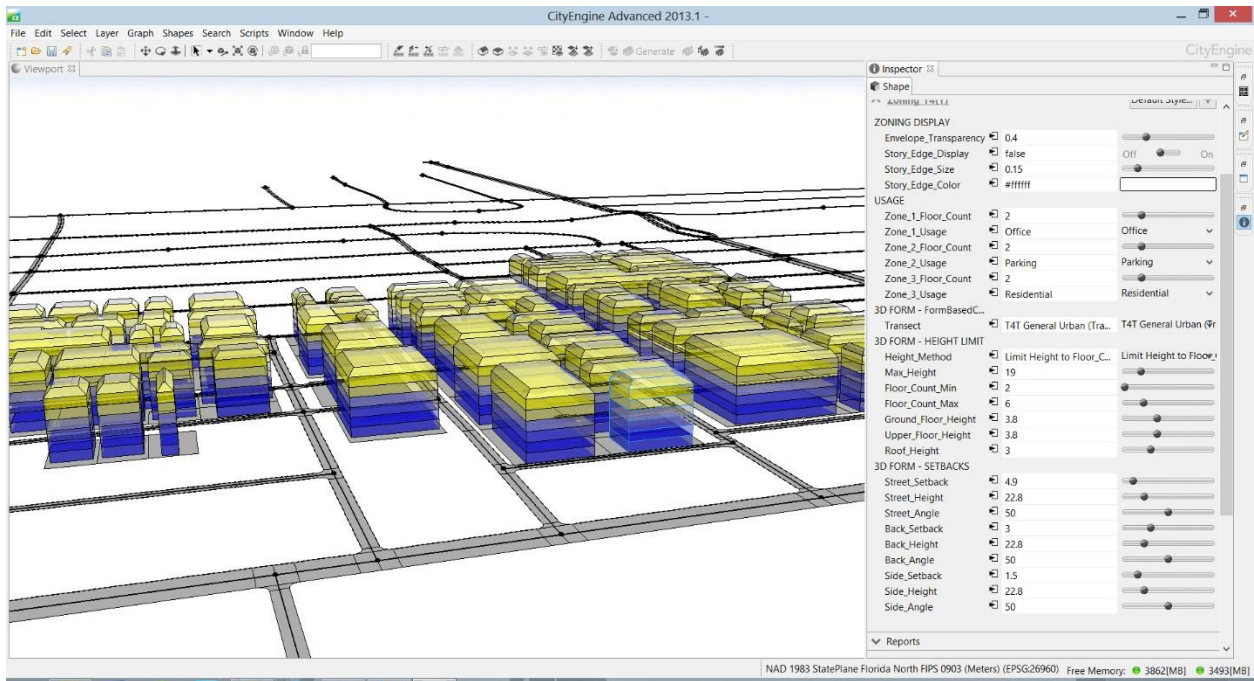 CityEngine Advanced 2013.1 -
File Edit Select Layer Graph Shapes Search Scripts Window Help
Generate
CityEngine
Viewport
Inspector
Shape
Zoning T4(1) Default Style...
ZONING DISPLAY
Envelope_Transparency 0.4
Story_Edge_Display false Off On
Story_Edge_Size 0.15
Story_Edge_Color #ffffff
USAGE
Zone_1_Floor_Count 2
Zone_1_Usage Office Office
Zone_2_Floor_Count 2
Zone_2_Usage Parking Parking
Zone_3_Floor_Count 2
Zone_3_Usage Residential Residential
3D FORM - FormBasedC...
Transect T4T General Urban (Tra... T4T General Urban (Tr
3D FORM - HEIGHT LIMIT
Height_Method Limit Height to Floor_C... Limit Height to Floor_
Max_Height 19
Floor_Count_Min 2
Floor_Count_Max 6
Ground_Floor_Height 3.8
Upper_Floor_Height 3.8
Roof_Height 3
3D FORM - SETBACKS
Street_Setback 4.9
Street_Height 22.8
Street_Angle 50
Back_Setback 3
Back_Height 22.8
Back_Angle 50
Side_Setback 1.5
Side_Height 22.8
Side_Angle 50
Reports
NAD 1983 StatePlane Florida North FIPS 0903 (Meters) (EPSG:26960) Free Memory: 3862[MB] 3493[MB]